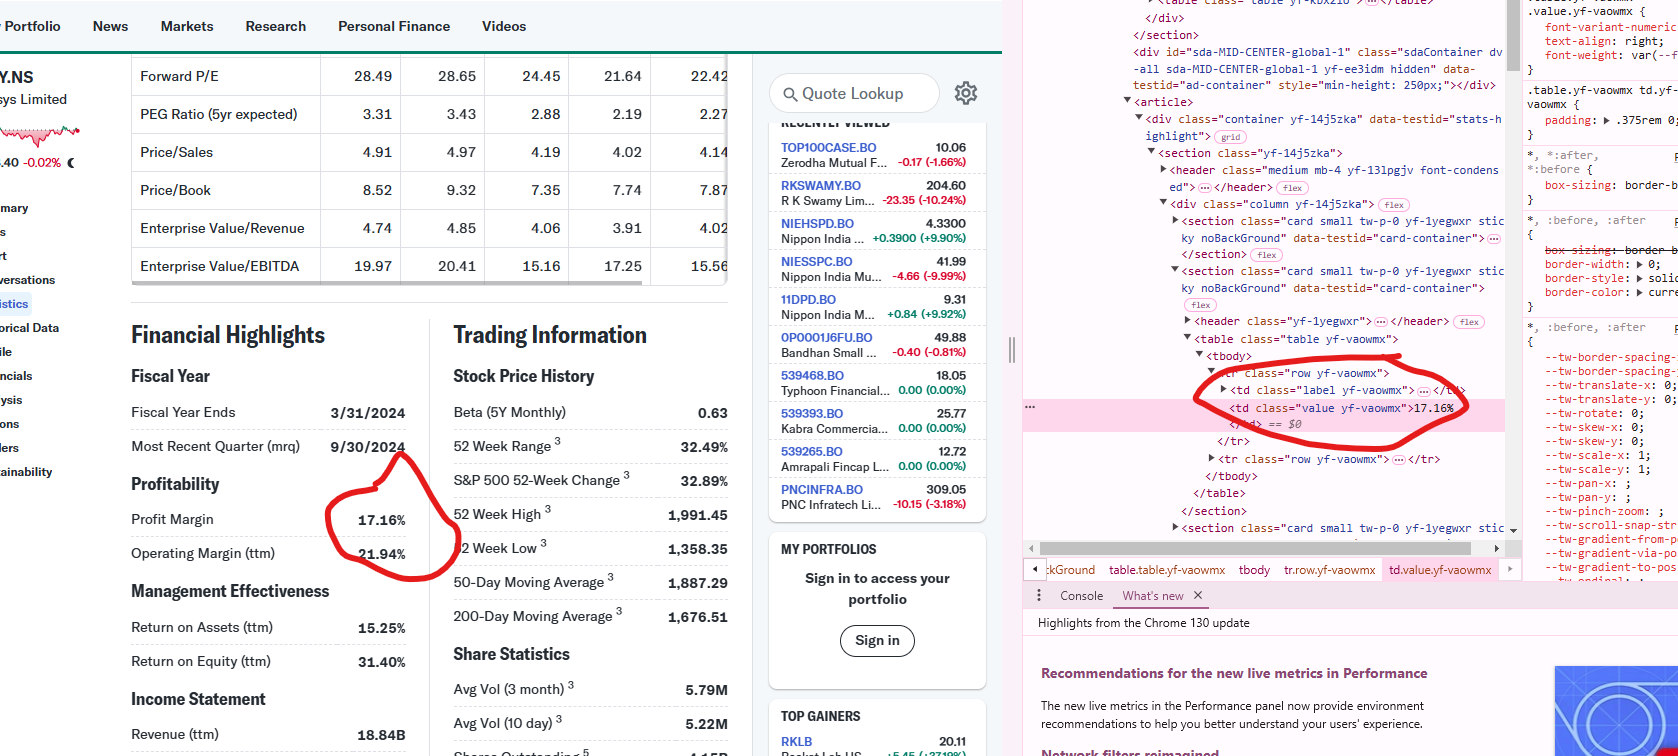 Portfolio
News
Markets
Research
Personal Finance
Videos
Y.NS
sys Limited
.40 -0.02%
mary
s
rt
versations
istics
orical Data
ile
ncials
ysis
ons
lers
tainability
Forward P/E 28.49 28.65 24.45 21.64 22.42
PEG Ratio (5yr expected) 3.31 3.43 2.88 2.19 2.27
Price/Sales 4.91 4.97 4.19 4.02 4.14
Price/Book 8.52 9.32 7.35 7.74 7.87
Enterprise Value/Revenue 4.74 4.85 4.06 3.91 4.02
Enterprise Value/EBITDA 19.97 20.41 15.16 17.25 15.56
Financial Highlights
Fiscal Year
Fiscal Year Ends 3/31/2024
Most Recent Quarter (mrq) 9/30/2024
Profitability
Profit Margin 17.16%
Operating Margin (ttm) 21.94%
Management Effectiveness
Return on Assets (ttm) 15.25%
Return on Equity (ttm) 31.40%
Income Statement
Revenue (ttm) 18.84B
Trading Information
Stock Price History
Beta (5Y Monthly) 0.63
52 Week Range 3 32.49%
S&P 500 52-Week Change 3 32.89%
52 Week High 3 1,991.45
52 Week Low 3 1,358.35
50-Day Moving Average 3 1,887.29
200-Day Moving Average 3 1,676.51
Share Statistics
Avg Vol (3 month) 3 5.79M
Avg Vol (10 day) 3 5.22M
Quote Lookup
RECENTLY VIEWED
TOP100CASE.BO 10.06
Zerodha Mutual F... -0.17 (-1.66%)
RKSWAMY.BO 204.60
R K Swamy Lim... -23.35 (-10.24%)
NIEHSPD.BO 4.3300
Nippon India ... +0.3900 (+9.90%)
NIESSPC.BO 41.99
Nippon India Mu... -4.66 (-9.99%)
11DPD.BO 9.31
Nippon India M... +0.84 (+9.92%)
0P0001J6FU.BO 49.88
Bandhan Small ... -0.40 (-0.81%)
539468.BO 18.05
Typhoon Financial... 0.00 (0.00%)
539393.BO 25.77
Kabra Commercia... 0.00 (0.00%)
539265.BO 12.72
Amrapali Fincap L... 0.00 (0.00%)
PNCINFRA.BO 309.05
PNC Infratech Li... -10.15 (-3.18%)
MY PORTFOLIOS
Sign in to access your
portfolio
Sign in
TOP GAINERS
RKLB 20.11
</div>
</section>
<div id="sda-MID-CENTER-global-1" class="sdaContainer dv
-all sda-MID-CENTER-global-1 yf-ee3idm hidden" data-
testid="ad-container" style="min-height: 250px;"></div>
<article>
<div class="container yf-14j5zka" data-testid="stats-h
ighlight"> grid
<section class="yf-14j5zka">
<header class="medium mb-4 yf-13lpgjv font-condens
ed"> … </header> flex
<div class="column yf-14j5zka"> flex
<section class="card small tw-p-0 yf-1yegwxr stic
ky noBackGround" data-testid="card-container"> …
</section> flex
<section class="card small tw-p-0 yf-1yegwxr stic
ky noBackGround" data-testid="card-container">
flex
<header class="yf-1yegwxr"> … </header> flex
<table class="table yf-vaowmx">
<tbody>
<tr class="row yf-vaowmx">
<td class="label yf-vaowmx"> … </td>
<td class="value yf-vaowmx">17.16%
</td> == $0
</tr>
<tr class="row yf-vaowmx"> … </tr>
</tbody>
</table>
</section>
<section class="card small tw-p-0 yf-1yegwxr stic
ckGround table.table.yf-vaowmx tbody tr.row.yf-vaowmx td.value.yf-vaowmx
Console
What's new
Highlights from the Chrome 130 update
Recommendations for the new live metrics in Performance
The new live metrics in the Performance panel now provide environment
recommendations to help you better understand your users' experience.
Network filters reimagined
.value.yf-vaowmx {
font-variant-numeric
text-align: right;
font-weight: var(--f
}
.table.yf-vaowmx td.yf-
vaowmx {
padding: .375rem 0;
}
*, *:after,
*:before {
box-sizing: border-b
}
*, :before, :after
{
box-sizing: border-b
border-width: 0;
border-style: solid
border-color: curre
}
*, :before, :after
{
--tw-border-spacing-
--tw-border-spacing-
--tw-translate-x: 0;
--tw-translate-y: 0;
--tw-rotate: 0;
--tw-skew-x: 0;
--tw-skew-y: 0;
--tw-scale-x: 1;
--tw-scale-y: 1;
--tw-pan-x: ;
--tw-pan-y: ;
--tw-pinch-zoom: ;
--tw-scroll-snap-str
--tw-gradient-from-p
--tw-gradient-via-po
--tw-gradient-to-pos